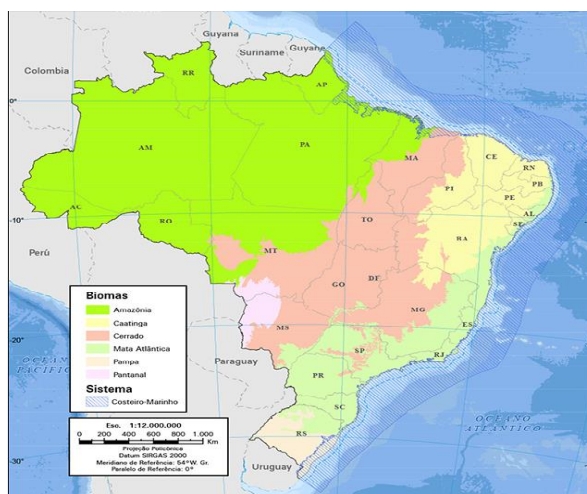 Guyana
Suriname
Guyane
Colombia
RR
AP
0°
AM
PA
MA
CE
RN
PB
PI
PE
AL
SE
AC
RO
TO
-10°
MT
BA
Perú
GO
DF
Biomas
Amazônia
Caatinga
Cerrado
Mata Atlântica
Pampa
Pantanal
Sistema
Costeiro-Marinho
MG
ES
MS
SP
RJ
-20°
OCEANO
PACÍFICO
Paraguay
PR
SC
OCEANO
ATLÂNTICO
RS
Esc. 1:12.000.000
0 200 400 600 800 1.000
Km
Projeção Policônica
Datum SIRGAS 2000
Meridiano de Referência: 54°W. Gr.
Paralelo de Referência: 0°
-30°
Uruguay